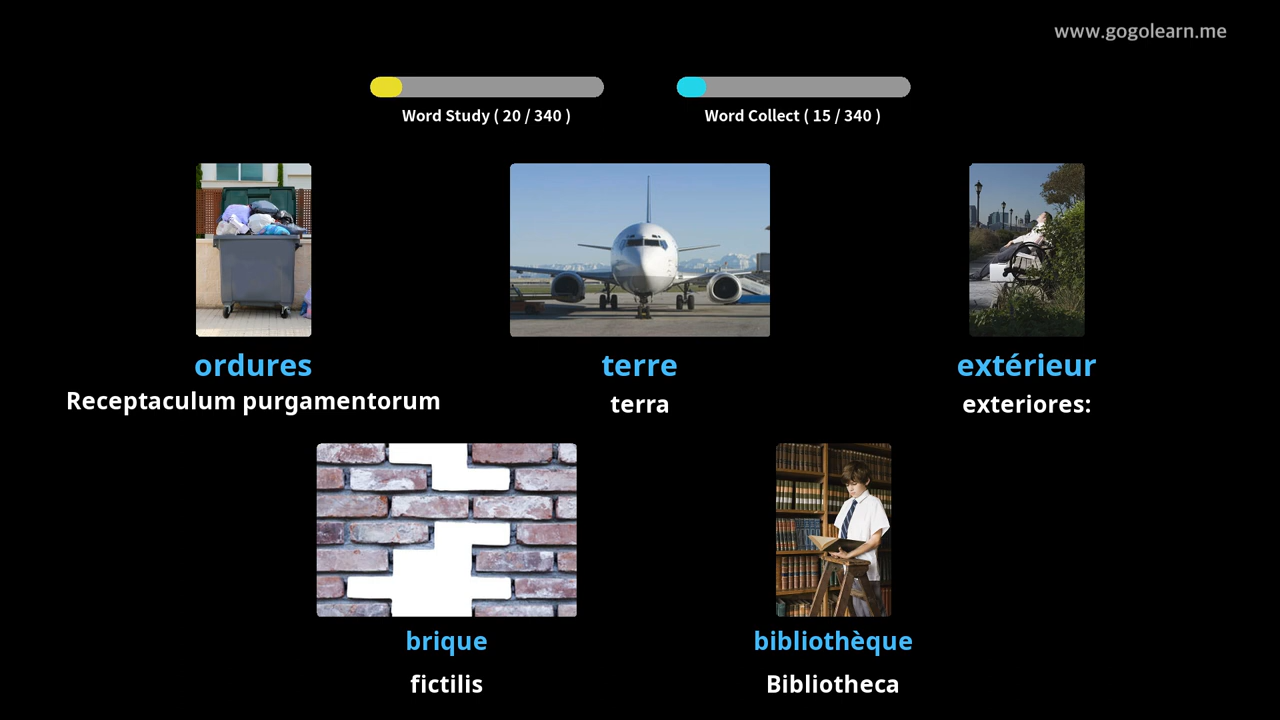 www.gogolearn.me
Word Study ( 20 / 340 )
Word Collect ( 15 / 340 )
ordures
Receptaculum purgamentorum
terre
terra
extérieur
exteriores:
brique
fictilis
bibliothèque
Bibliotheca